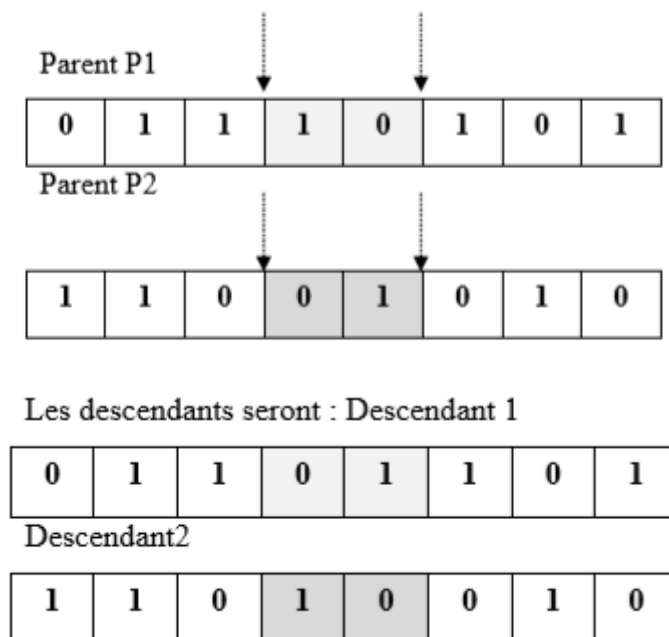 Parent P1
0 1 1 1 0 1 0 1
Parent P2
1 1 0 0 1 0 1 0
Les descendants seront : Descendant 1
0 1 1 0 1 1 0 1
Descendant2
1 1 0 1 0 0 1 0